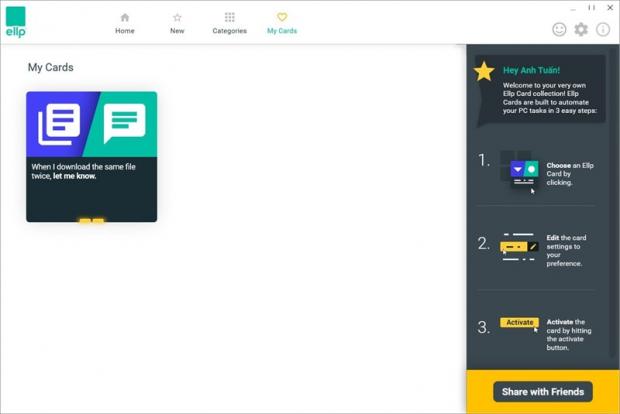 ellp
Home
New
Categories
My Cards
My Cards
When I download the same file
twice, let me know.
Hey Anh Tuấn!
Welcome to your very own
Ellp Card collection! Ellp
Cards are built to automate
your PC tasks in 3 easy steps:
1.
Choose an Ellp
Card by
clicking.
2.
Edit the card
settings to
your
preference.
3.
Activate
Activate the
card by hitting
the activate
button.
Share with Friends